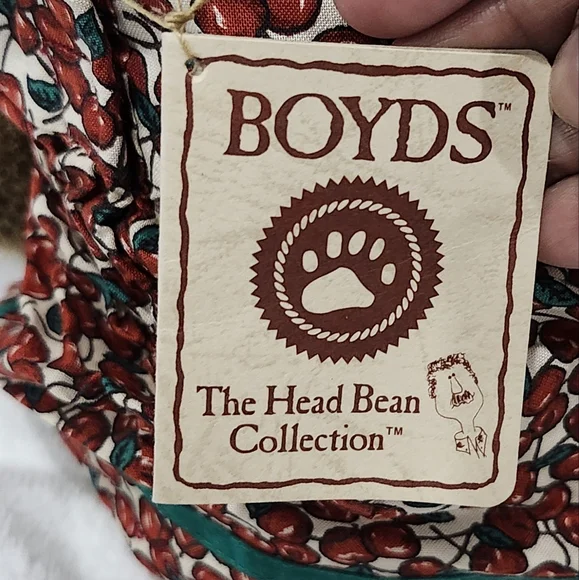 BOYDS™
The Head Bean
Collection™